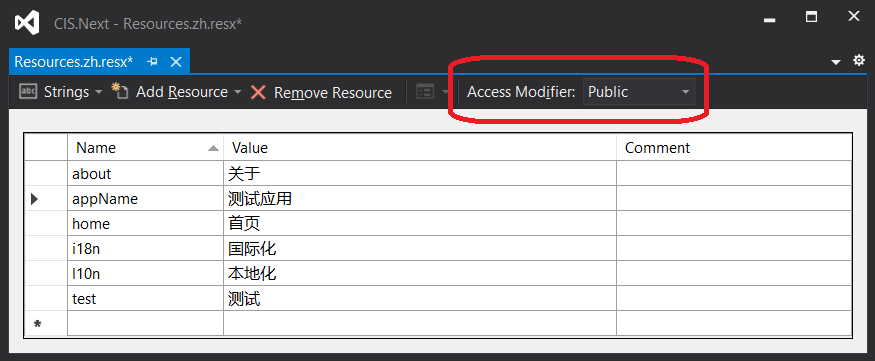 CIS.Next - Resources.zh.resx*
Resources.zh.resx*
abc Strings Add Resource Remove Resource Access Modifier: Public
Name Value Comment
about 关于
appName 测试应用
home 首页
i18n 国际化
l10n 本地化
test 测试
*